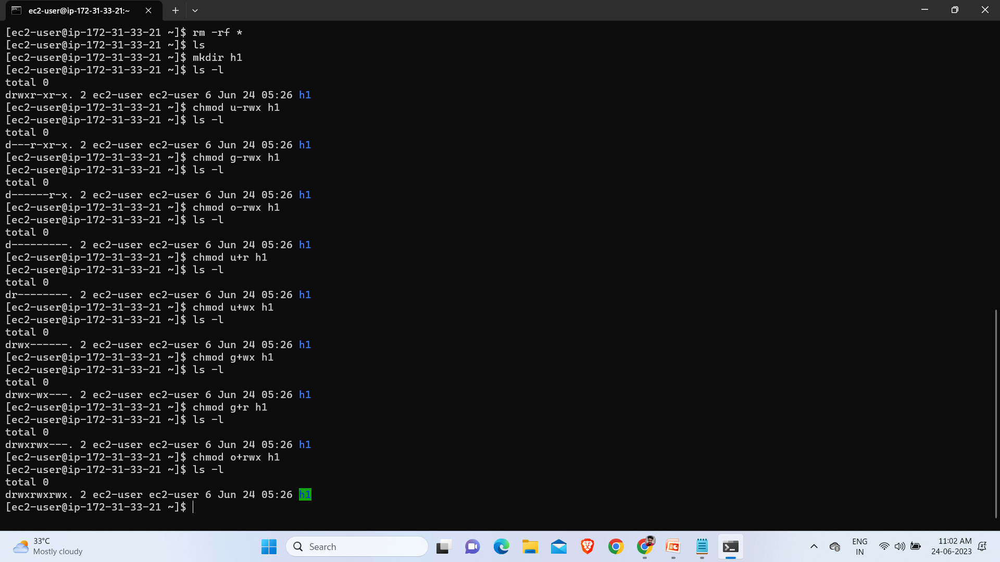 ec2-user@ip-172-31-33-21:~
[ec2-user@ip-172-31-33-21 ~]$ rm -rf *
[ec2-user@ip-172-31-33-21 ~]$ ls
[ec2-user@ip-172-31-33-21 ~]$ mkdir h1
[ec2-user@ip-172-31-33-21 ~]$ ls -l
total 0
drwxr-xr-x. 2 ec2-user ec2-user 6 Jun 24 05:26 h1
[ec2-user@ip-172-31-33-21 ~]$ chmod u-rwx h1
[ec2-user@ip-172-31-33-21 ~]$ ls -l
total 0
d---r-xr-x. 2 ec2-user ec2-user 6 Jun 24 05:26 h1
[ec2-user@ip-172-31-33-21 ~]$ chmod g-rwx h1
[ec2-user@ip-172-31-33-21 ~]$ ls -l
total 0
d------r-x. 2 ec2-user ec2-user 6 Jun 24 05:26 h1
[ec2-user@ip-172-31-33-21 ~]$ chmod o-rwx h1
[ec2-user@ip-172-31-33-21 ~]$ ls -l
total 0
d---------. 2 ec2-user ec2-user 6 Jun 24 05:26 h1
[ec2-user@ip-172-31-33-21 ~]$ chmod u+r h1
[ec2-user@ip-172-31-33-21 ~]$ ls -l
total 0
dr--------. 2 ec2-user ec2-user 6 Jun 24 05:26 h1
[ec2-user@ip-172-31-33-21 ~]$ chmod u+wx h1
[ec2-user@ip-172-31-33-21 ~]$ ls -l
total 0
drwx------. 2 ec2-user ec2-user 6 Jun 24 05:26 h1
[ec2-user@ip-172-31-33-21 ~]$ chmod g+wx h1
[ec2-user@ip-172-31-33-21 ~]$ ls -l
total 0
drwx-wx---. 2 ec2-user ec2-user 6 Jun 24 05:26 h1
[ec2-user@ip-172-31-33-21 ~]$ chmod g+r h1
[ec2-user@ip-172-31-33-21 ~]$ ls -l
total 0
drwxrwx---. 2 ec2-user ec2-user 6 Jun 24 05:26 h1
[ec2-user@ip-172-31-33-21 ~]$ chmod o+rwx h1
[ec2-user@ip-172-31-33-21 ~]$ ls -l
total 0
drwxrwxrwx. 2 ec2-user ec2-user 6 Jun 24 05:26 h1
[ec2-user@ip-172-31-33-21 ~]$
33°C
Mostly cloudy
Search
ENG
IN
11:02 AM
24-06-2023